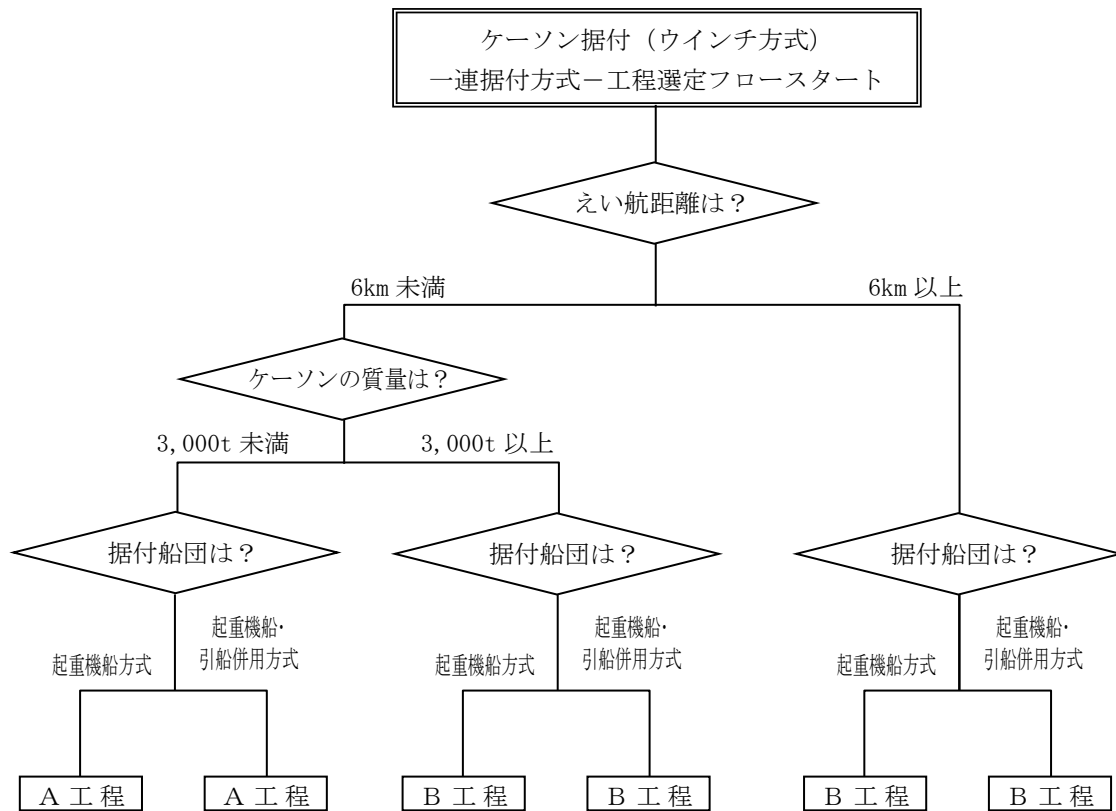 ケーソン据付（ウインチ方式）
一連据付方式－工程選定フロースタート
えい航距離は？
6km 未満
6km 以上
ケーソンの質量は？
3,000t 未満
3,000t 以上
据付船団は？
据付船団は？
据付船団は？
起重機船方式
起重機船・
引船併用方式
起重機船方式
起重機船・
引船併用方式
起重機船方式
起重機船・
引船併用方式
A 工 程
A 工 程
B 工 程
B 工 程
B 工 程
B 工 程